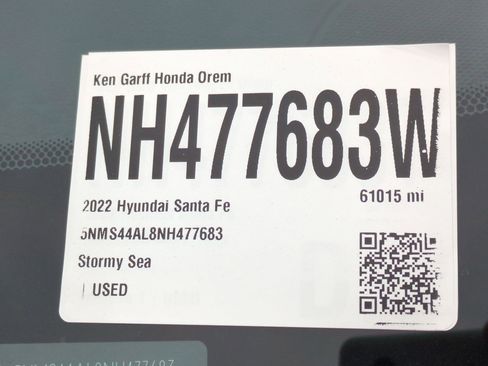 Ken Garff Honda Orem
NH477683W
61015 mi
2022 Hyundai Santa Fe
5NMS44AL8NH477683
Stormy Sea
| USED